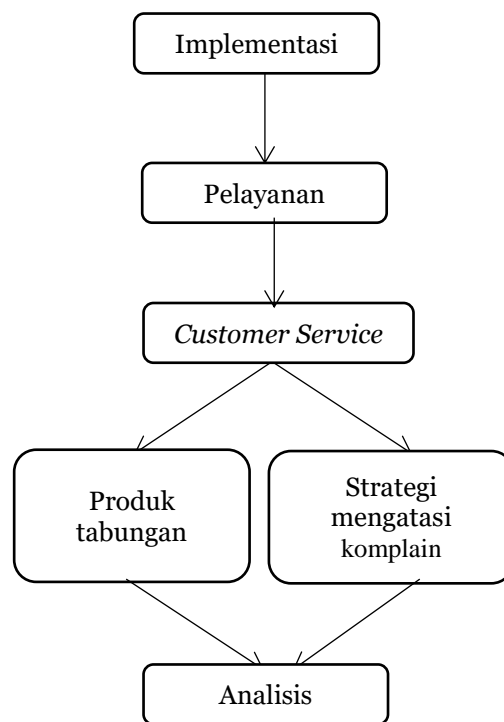 Implementasi
Pelayanan
Customer Service
Produk
tabungan
Strategi
mengatasi
komplain
Analisis